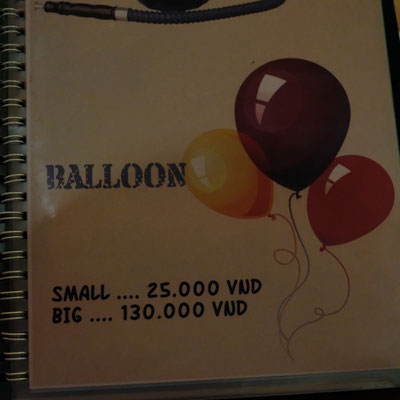 BALLOON
SMALL .... 25.000 VND
BIG .... 130.000 VND